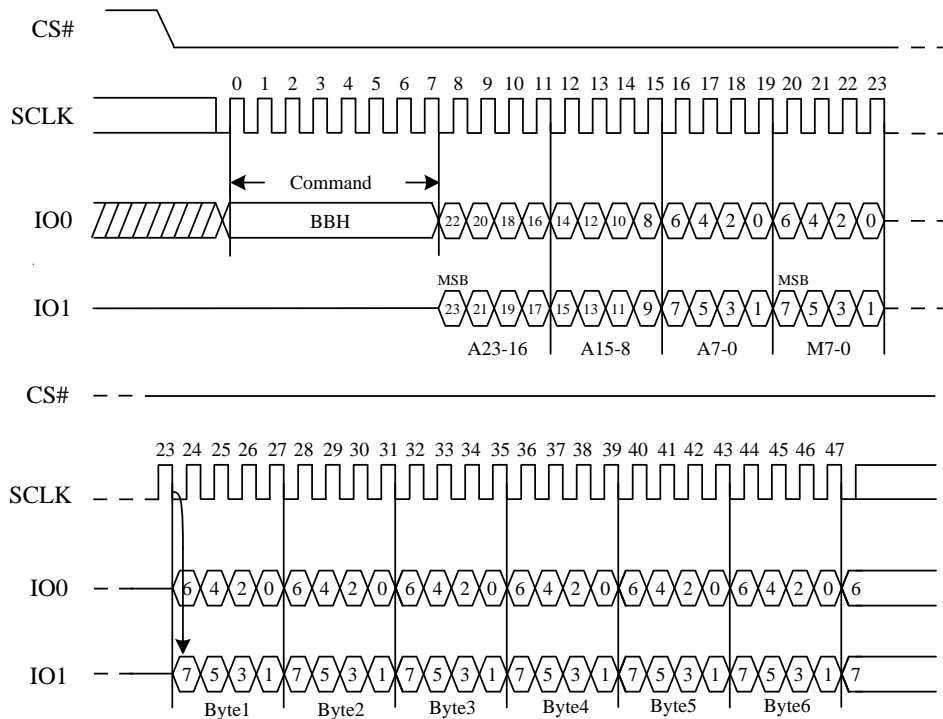 CS#
0 1 2 3 4 5 6 7 8 9 10 11 12 13 14 15 16 17 18 19 20 21 22 23
SCLK
Command
IO0 BBH 22 20 18 16 14 12 10 8 6 4 2 0 6 4 2 0
MSB MSB
IO1 23 21 19 17 15 13 11 9 7 5 3 1 7 5 3 1
A23-16 A15-8 A7-0 M7-0
CS#
23 24 25 26 27 28 29 30 31 32 33 34 35 36 37 38 39 40 41 42 43 44 45 46 47
SCLK
IO0 6 4 2 0 6 4 2 0 6 4 2 0 6 4 2 0 6 4 2 0 6 4 2 0 6
IO1 7 5 3 1 7 5 3 1 7 5 3 1 7 5 3 1 7 5 3 1 7 5 3 1 7
Byte1 Byte2 Byte3 Byte4 Byte5 Byte6